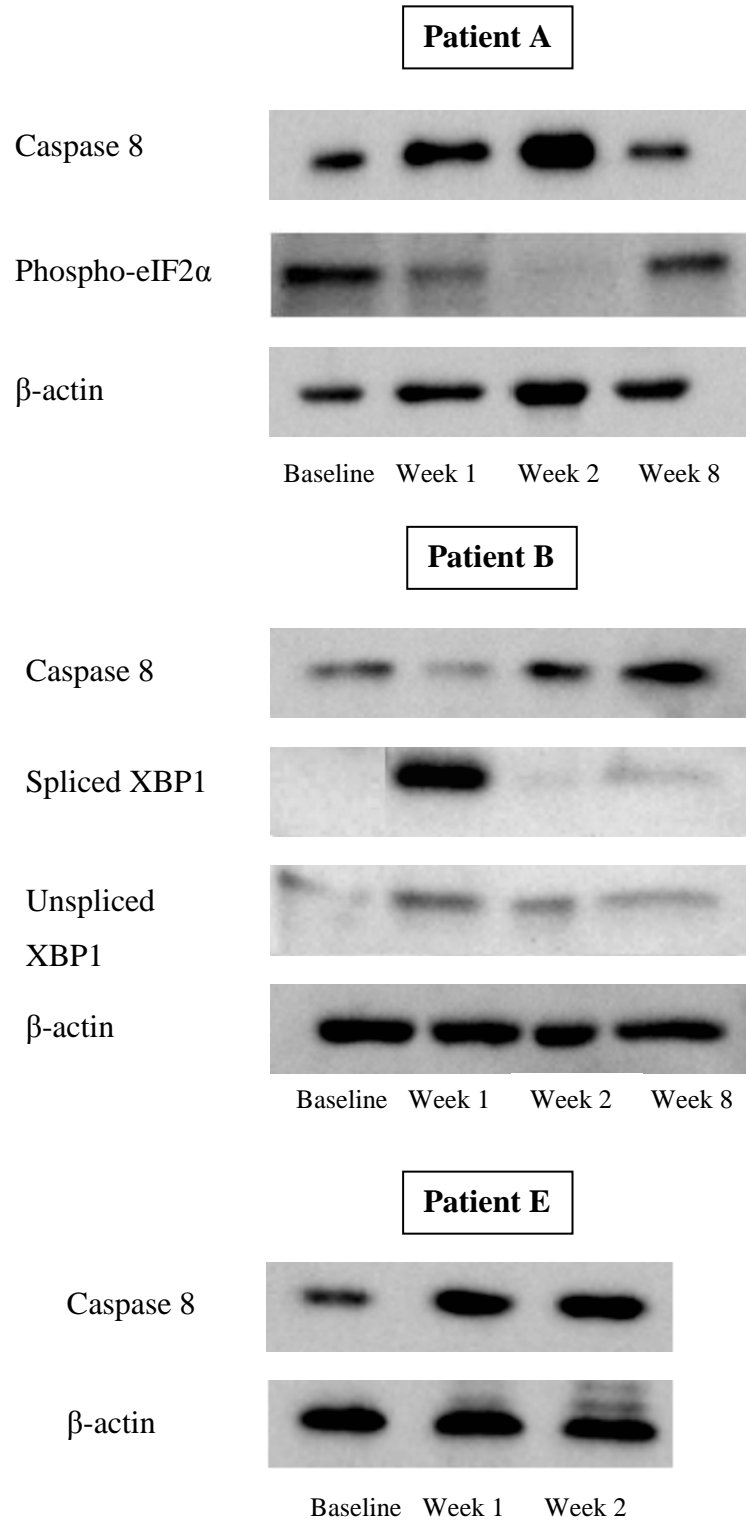 Patient A
Caspase 8
Phospho-eIF2α
β-actin
Baseline Week 1 Week 2 Week 8
Patient B
Caspase 8
Spliced XBP1
Unspliced
XBP1
β-actin
Baseline Week 1 Week 2 Week 8
Patient E
Caspase 8
β-actin
Baseline Week 1 Week 2